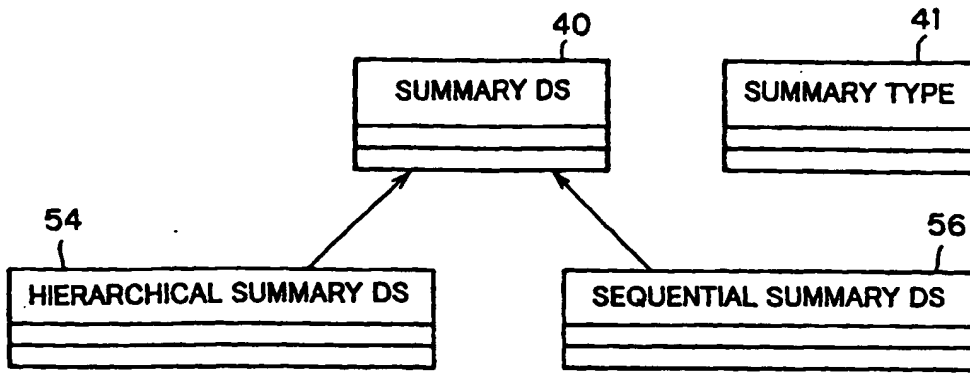 40
41
SUMMARY DS
SUMMARY TYPE
54
56
HIERARCHICAL SUMMARY DS
SEQUENTIAL SUMMARY DS